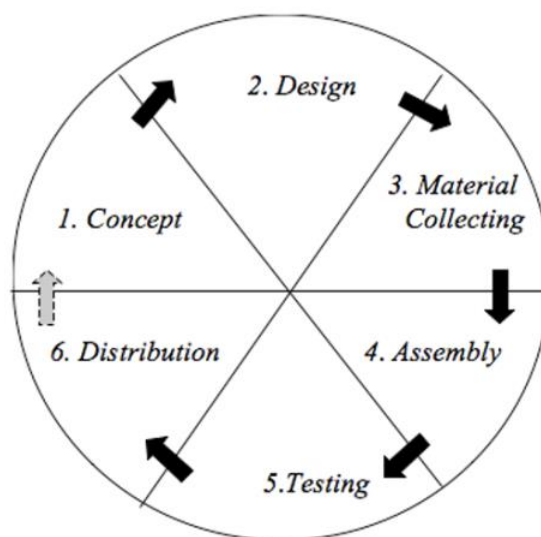 1. Concept
2. Design
3. Material
Collecting
4. Assembly
5.Testing
6. Distribution